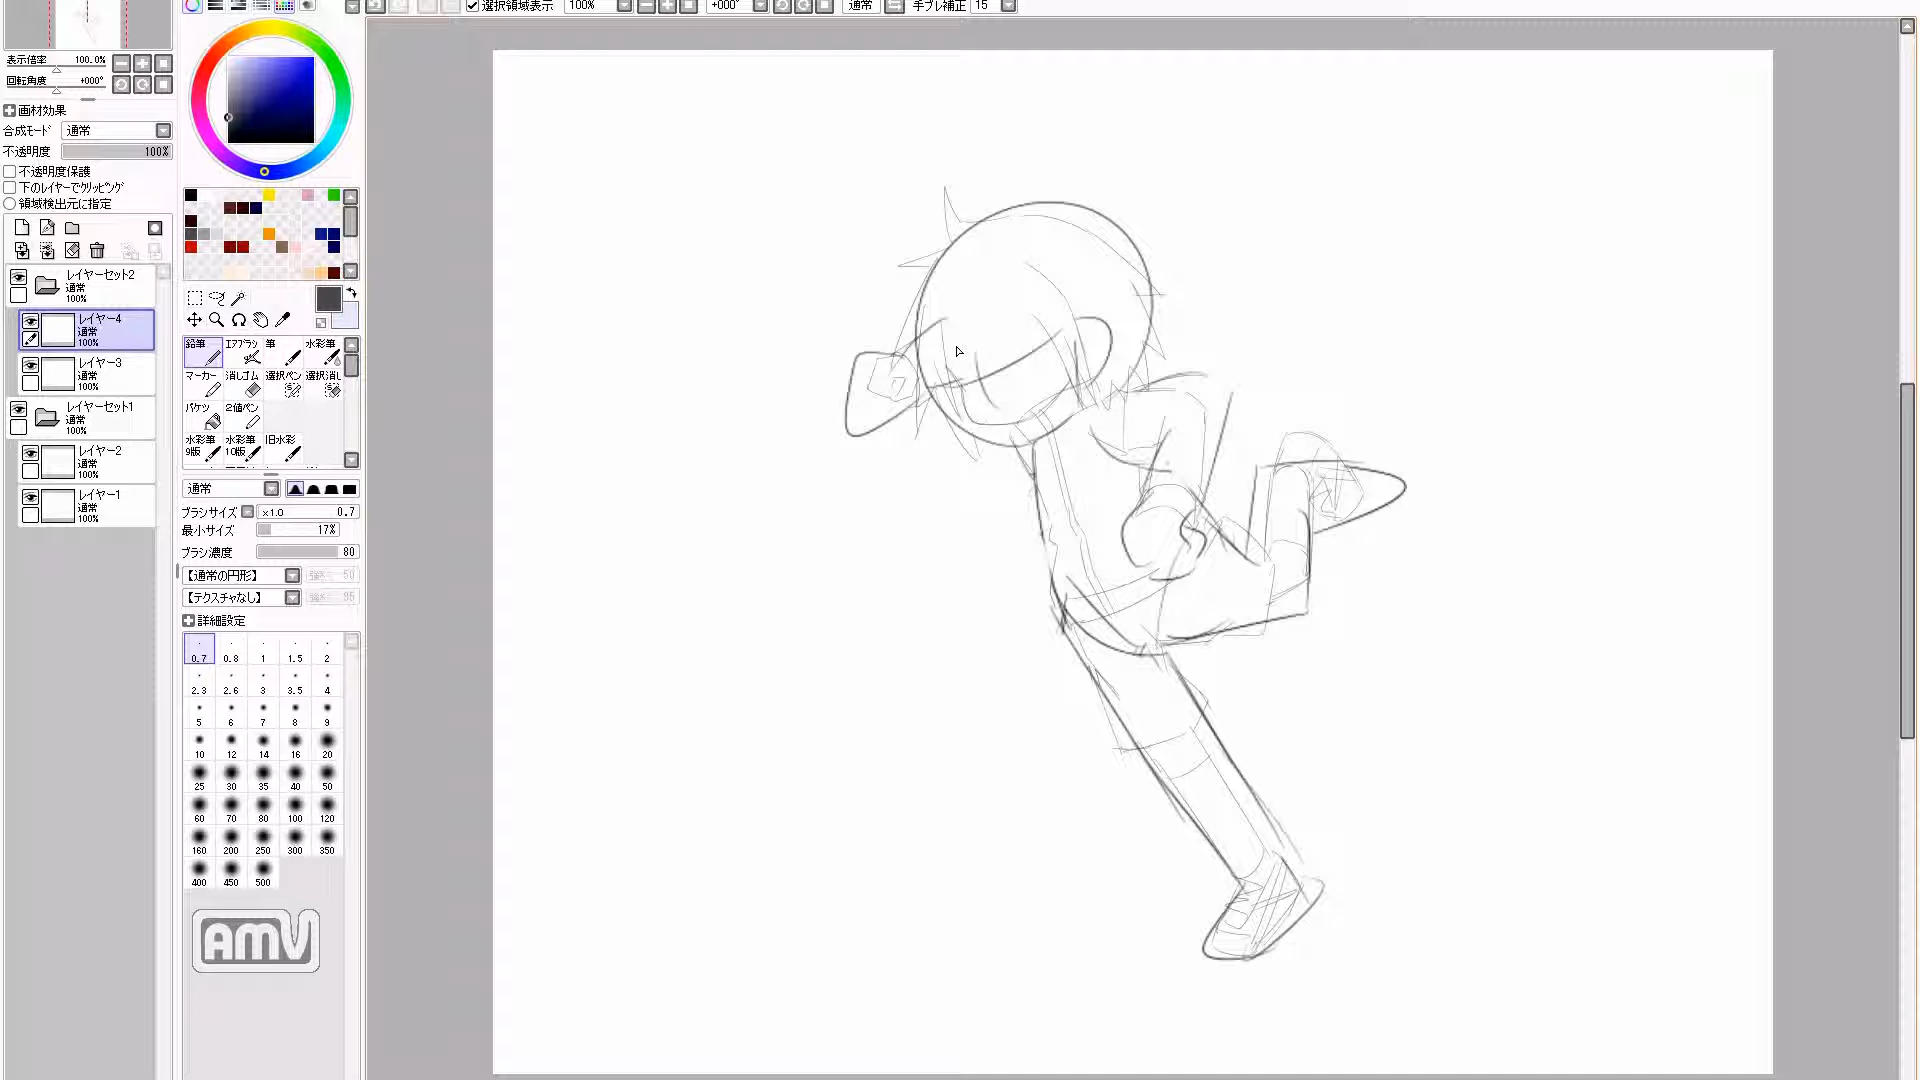 選択領域表示 100% +000° 通常 手ブレ補正 15
表示倍率 100.0%
回転角度 +000°
画材効果
合成モード 通常
不透明度 100%
不透明度保護
下のレイヤーでクリッピング
領域検出元に指定
レイヤーセット2
通常
100%
レイヤー4
通常
100%
レイヤー3
通常
100%
レイヤーセット1
通常
100%
レイヤー2
通常
100%
レイヤー1
通常
100%
鉛筆 エアブラシ 筆 水彩筆
マーカー 消しゴム 選択ペン 選択消し
バケツ 2値ペン
水彩筆 水彩筆 旧水彩
9版 10版
通常
ブラシサイズ x1.0 0.7
最小サイズ 17%
ブラシ濃度 80
【通常の円形】 強さ 50
【テクスチャなし】 強さ 95
詳細設定
0.7 0.8 1 1.5 2
2.3 2.6 3 3.5 4
5 6 7 8 9
10 12 14 16 20
25 30 35 40 50
60 70 80 100 120
160 200 250 300 350
400 450 500
AMV